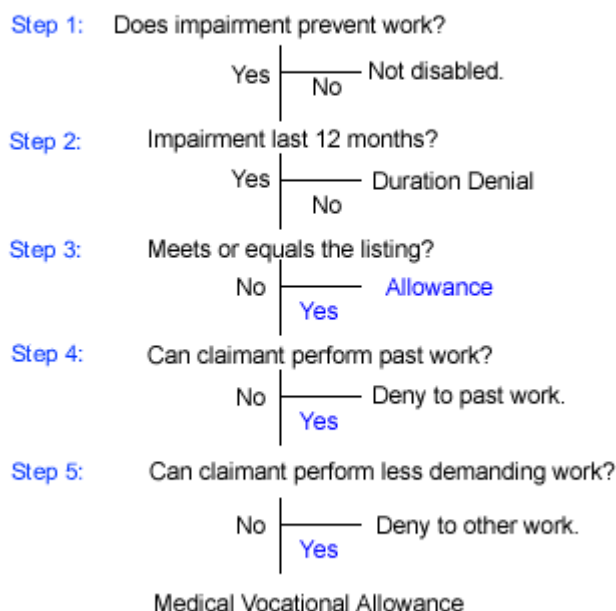 Step 1: Does impairment prevent work?
Yes Not disabled.
No
Step 2: Impairment last 12 months?
Yes Duration Denial
No
Step 3: Meets or equals the listing?
No Allowance
Yes
Step 4: Can claimant perform past work?
No Deny to past work.
Yes
Step 5: Can claimant perform less demanding work?
No Deny to other work.
Yes
Medical Vocational Allowance